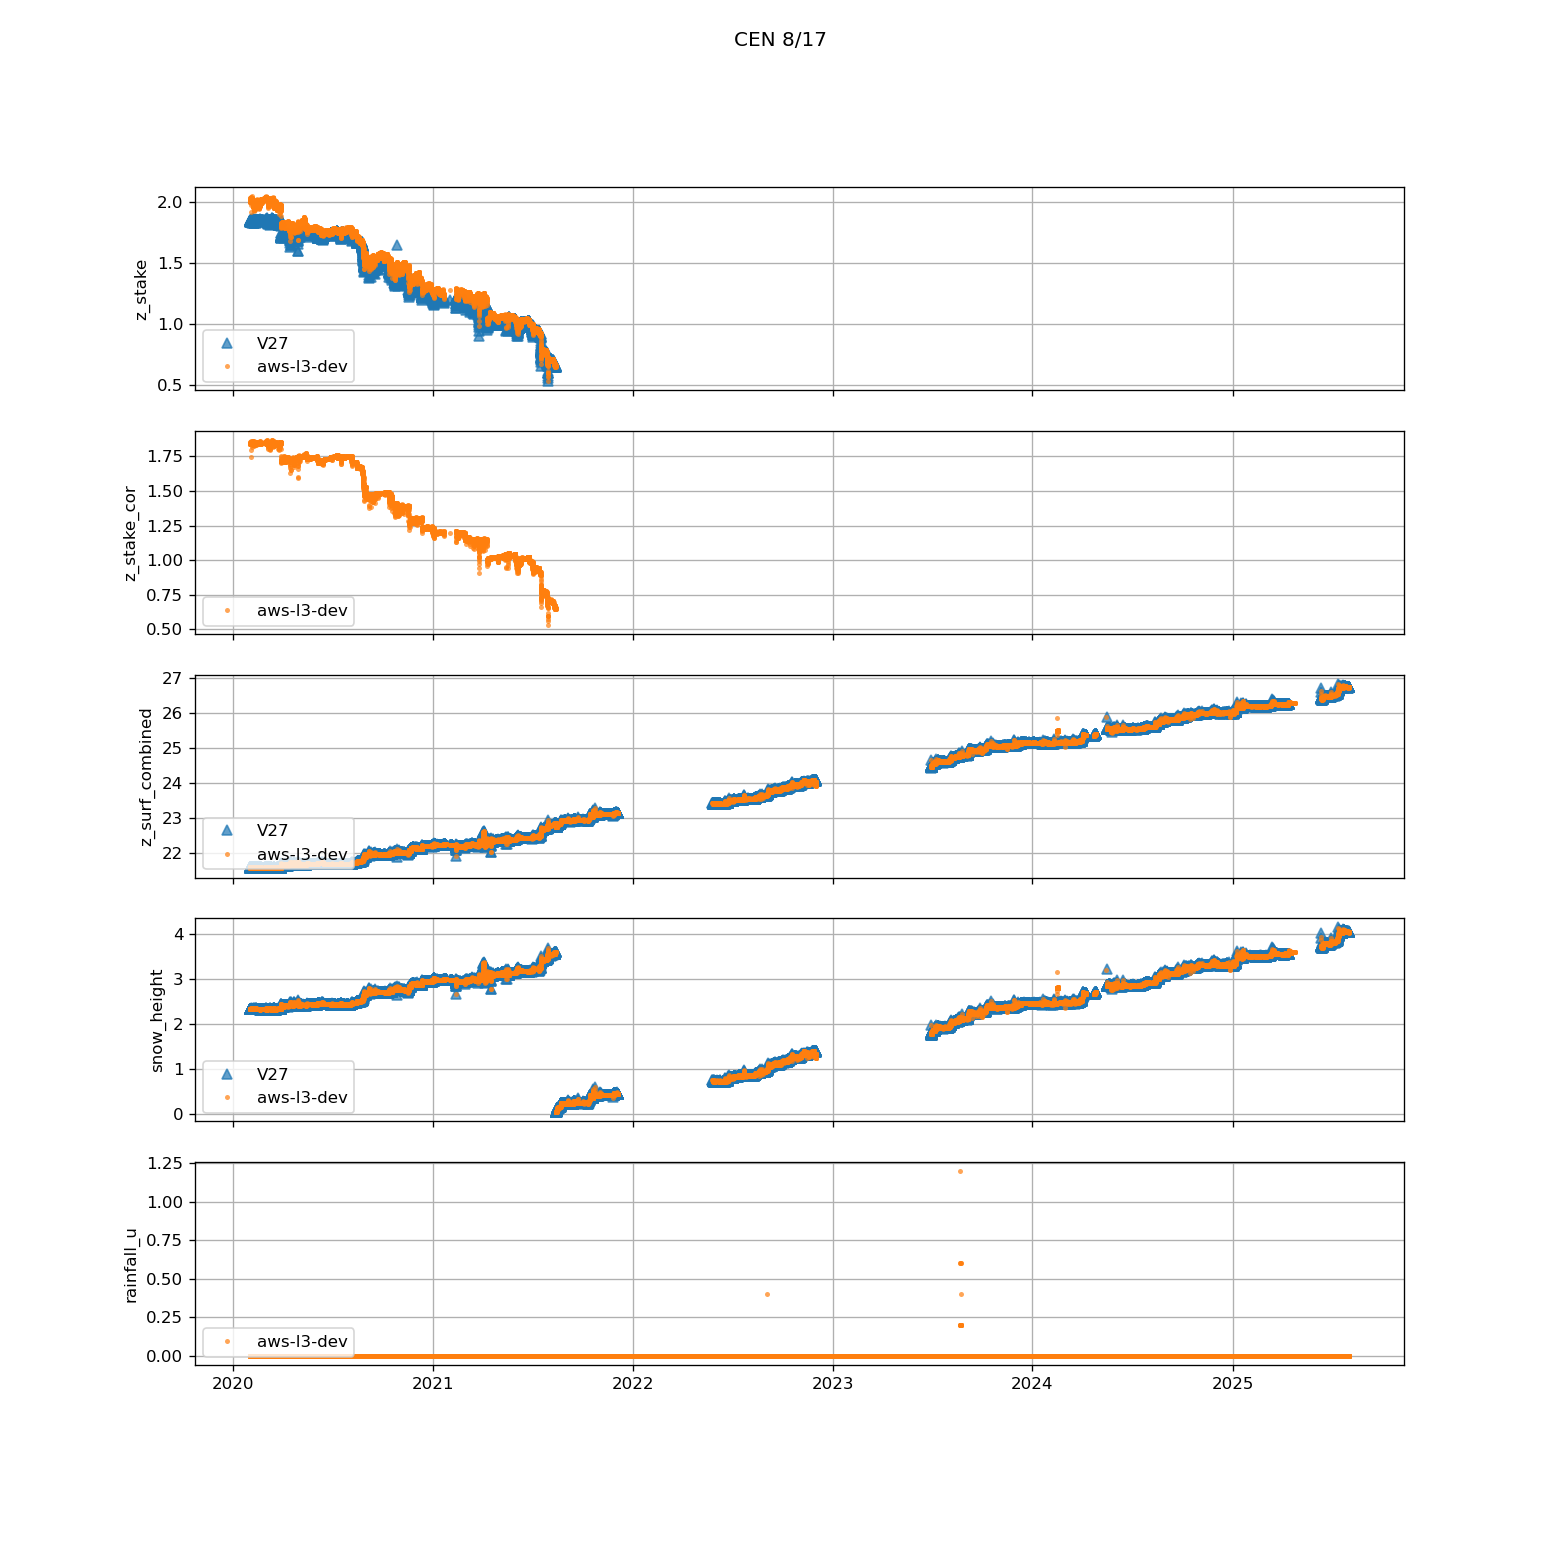 CEN 8/17
2.0
1.5
1.0
0.5
z_stake
V27
aws-l3-dev
1.75
1.50
1.25
1.00
0.75
0.50
z_stake_cor
aws-l3-dev
27
26
25
24
23
22
z_surf_combined
V27
aws-l3-dev
4
3
2
1
0
snow_height
V27
aws-l3-dev
1.25
1.00
0.75
0.50
0.25
0.00
rainfall_u
aws-l3-dev
2020 2021 2022 2023 2024 2025